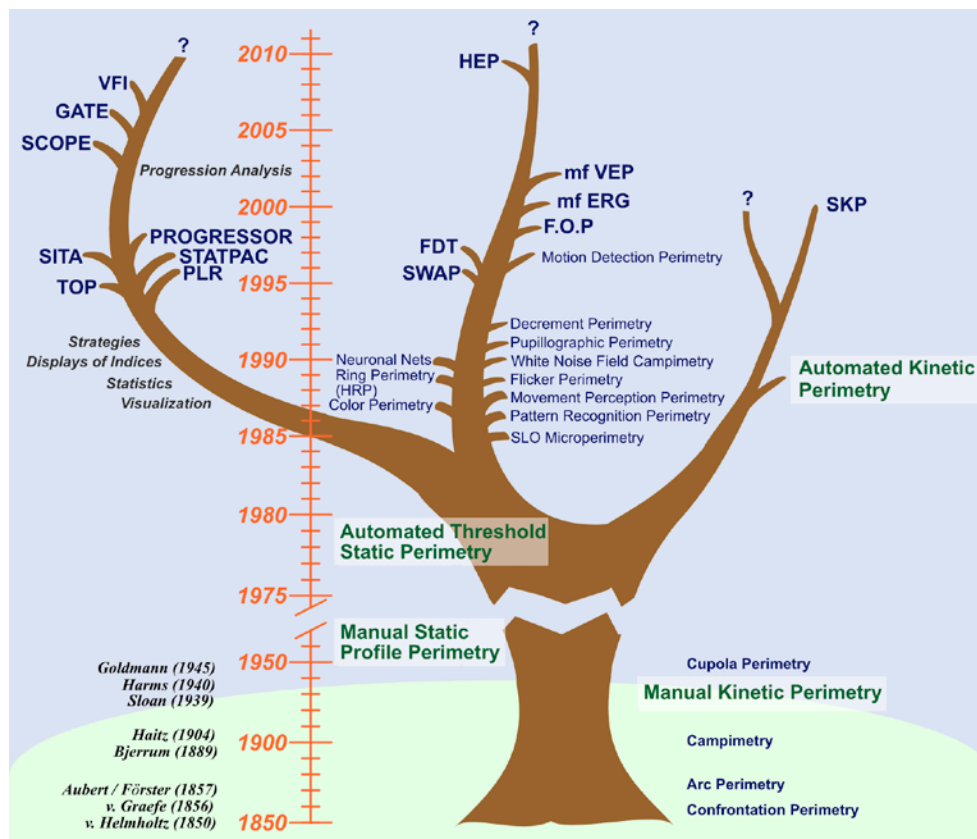 ?
2010
?
HEP
VFI
GATE
2005
SCOPE
Progression Analysis
mf VEP
2000
mf ERG
?
SKP
F.O.P
PROGRESSOR
SITA
STATPAC
FDT
Motion Detection Perimetry
PLR
SWAP
TOP
1995
Decrement Perimetry
Strategies
Pupillographic Perimetry
Displays of Indices
1990
Neuronal Nets
White Noise Field Campimetry
Ring Perimetry
(HRP)
Flicker Perimetry
Automated Kinetic
Perimetry
Statistics
Movement Perception Perimetry
Visualization
Color Perimetry
Pattern Recognition Perimetry
1985
SLO Microperimetry
1980
Automated Threshold
Static Perimetry
1975
Manual Static
Profile Perimetry
Goldmann (1945)
1950
Cupola Perimetry
Harms (1940)
Manual Kinetic Perimetry
Sloan (1939)
Haitz (1904)
1900
Campimetry
Bjerrum (1889)
Aubert / Förster (1857)
Arc Perimetry
v. Graefe (1856)
Confrontation Perimetry
v. Helmholtz (1850)
1850